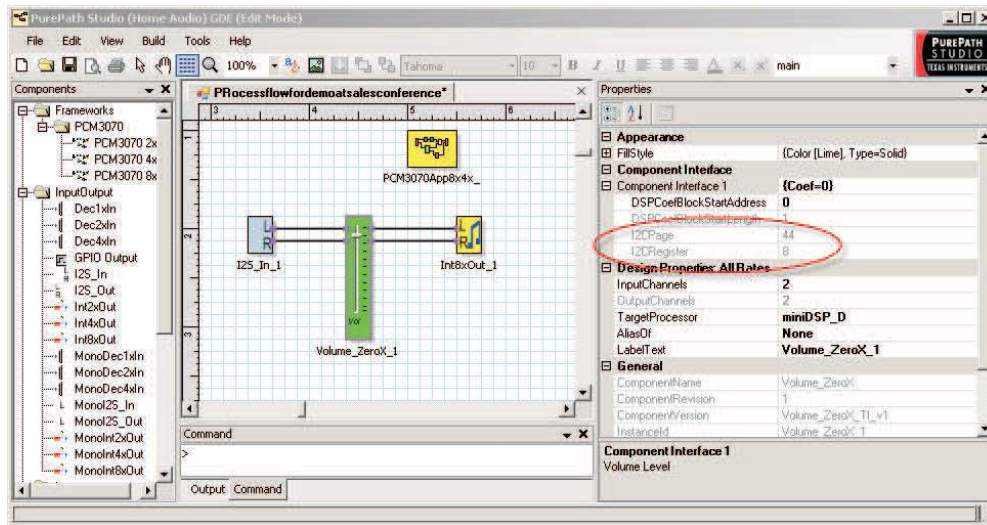 PurePath Studio (Home Audio) GDE (Edit Mode)
File Edit View Build Tools Help
PUREPATH
STUDIO
TEXAS INSTRUMENTS
100% Tahoma 10 B I U main
Components
Frameworks
PCM3070
PCM3070 2x
PCM3070 4x
PCM3070 8x
InputOutput
Dec1xIn
Dec2xIn
Dec4xIn
GPIO Output
I2S_In
I2S_Out
Int2xOut
Int4xOut
Int8xOut
MonoDec1xIn
MonoDec2xIn
MonoDec4xIn
MonoI2S_In
MonoI2S_Out
MonoInt2xOut
MonoInt4xOut
MonoInt8xOut
PRocessflowfordemoatsalesconference*
3 4 5 6
2
3
PCM3070App8x4x_
L
R
I2S_In_1
Vol
Volume_ZeroX_1
L
R
Int8xOut_1
Command
>
Output Command
Properties
Appearance
FillStyle {Color [Lime], Type=Solid}
Component Interface
Component Interface 1 {Coef=0}
DSPCoefBlockStartAddress 0
DSPCoefBlockStartLength 1
I2CPage 44
I2CRegister 8
Design Properties: All Rates
InputChannels 2
OutputChannels 2
TargetProcessor miniDSP_D
AliasOf None
LabelText Volume_ZeroX_1
General
ComponentName Volume_ZeroX
ComponentRevision 1
ComponentVersion Volume_ZeroX_TI_v1
InstanceId Volume_ZeroX_1
Component Interface 1
Volume Level